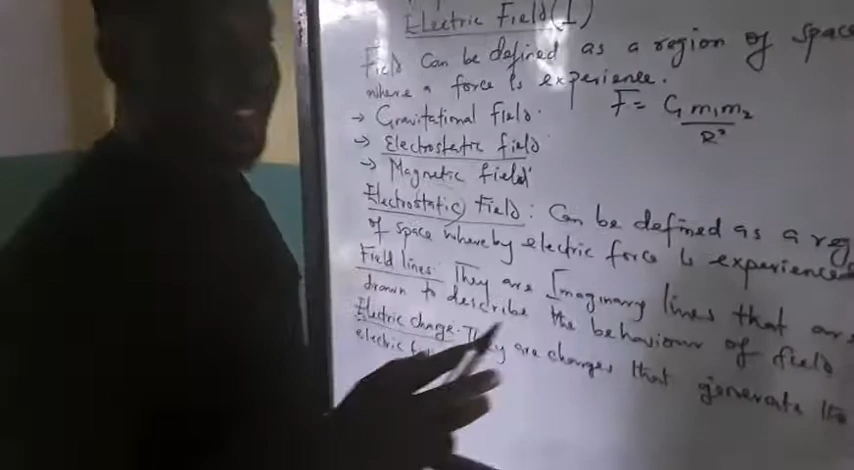 Electric Field(I)
Field can be defined as a region of space
where a force is experience.
F = G m1m2 / R²
→ Gravitational field.
→ Electrostatic field
→ Magnetic field
Electrostatic) Field: Can be defined as a reg
of space whereby electric force is experienced
Field lines: They are Imaginary lines that are
drawn to describe the behaviour of field
Electric charge. They are charges that generate the
electric